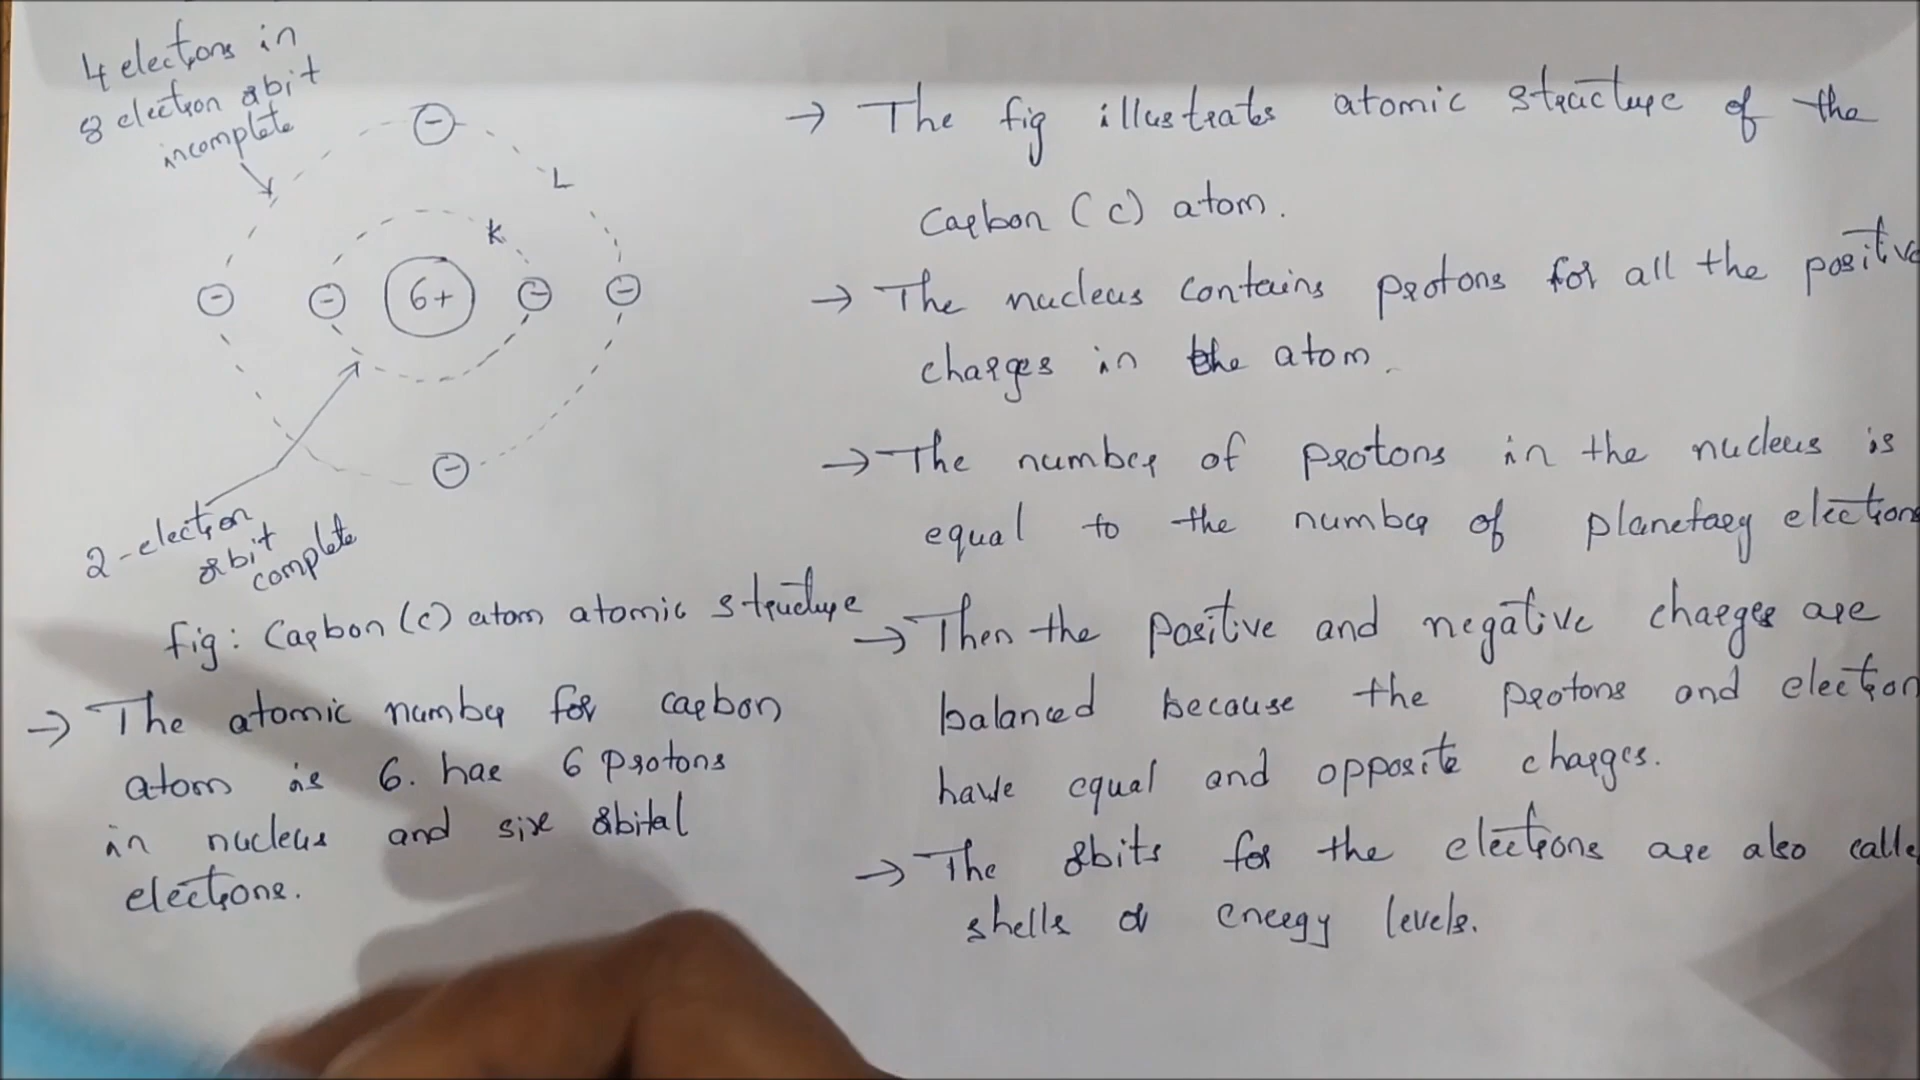 4 electrons in
8 electron orbit
incomplete
L
K
6+
2-electron
orbit
complete
fig: Carbon (C) atom atomic structure
→ The atomic number for carbon
atom is 6. has 6 protons
in nucleus and six orbital
electrons.
→ The fig illustrates atomic structure of the
Carbon (C) atom.
→ The nucleus contains protons for all the positive
charges in the atom.
→ The number of protons in the nucleus is
equal to the number of planetary electrons
→ Then the positive and negative charges are
balanced because the protons and electron
have equal and opposite charges.
→ The orbits for the electrons are also calle
shells or energy levels.